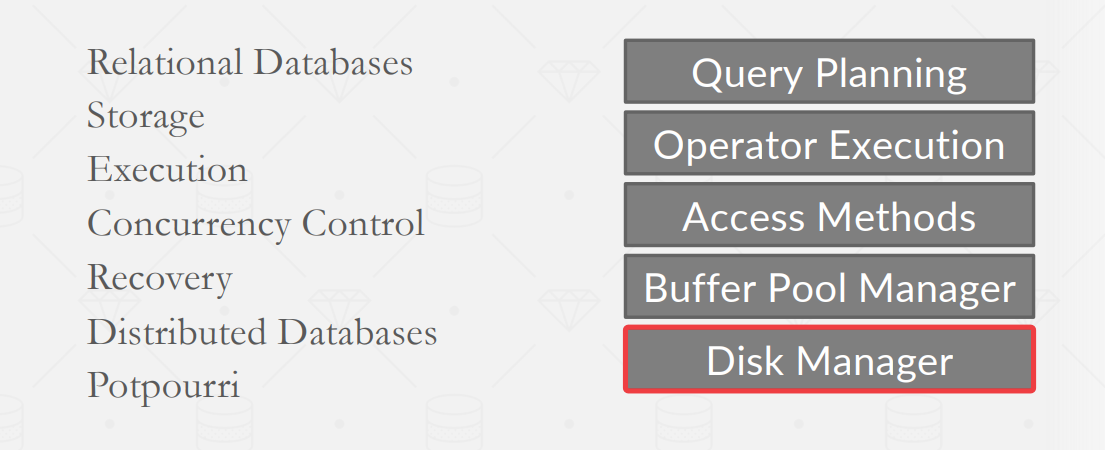 Relational Databases
Storage
Execution
Concurrency Control
Recovery
Distributed Databases
Potpourri
Query Planning
Operator Execution
Access Methods
Buffer Pool Manager
Disk Manager